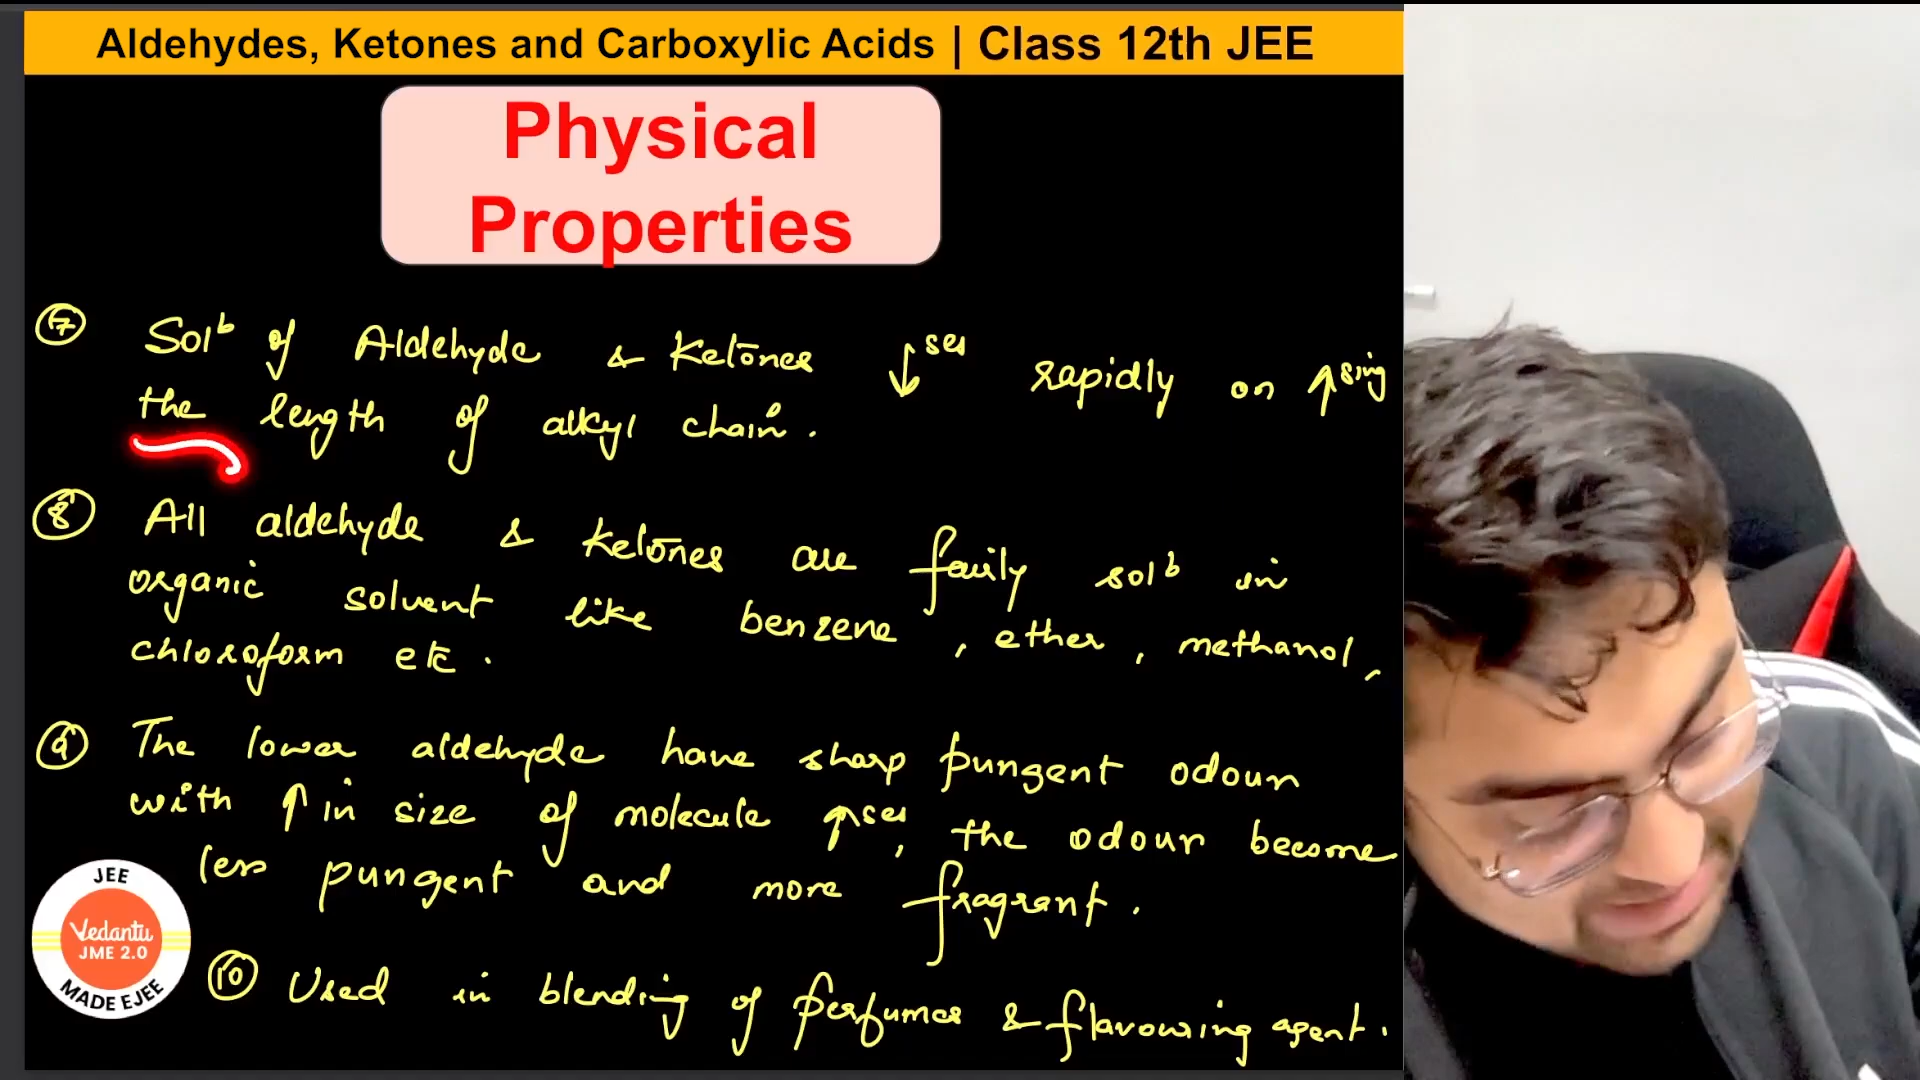 Aldehydes, Ketones and Carboxylic Acids | Class 12th JEE
Physical
Properties
⑦ Solᵇ of Aldehyde & Ketones ↓ses rapidly on ↑sing
the length of alkyl chain.
⑧ All aldehyde & Ketones are fairly solᵇ in
organic solvent like benzene, ether, methanol,
chloroform etc.
⑨ The lower aldehyde have sharp pungent odour
with ↑ in size of molecule ↑ses, the odour become
less pungent and more fragrant.
⑩ Used in blending of perfumes & flavouring agent.
JEE
Vedantu
JME 2.0
MADE EJEE